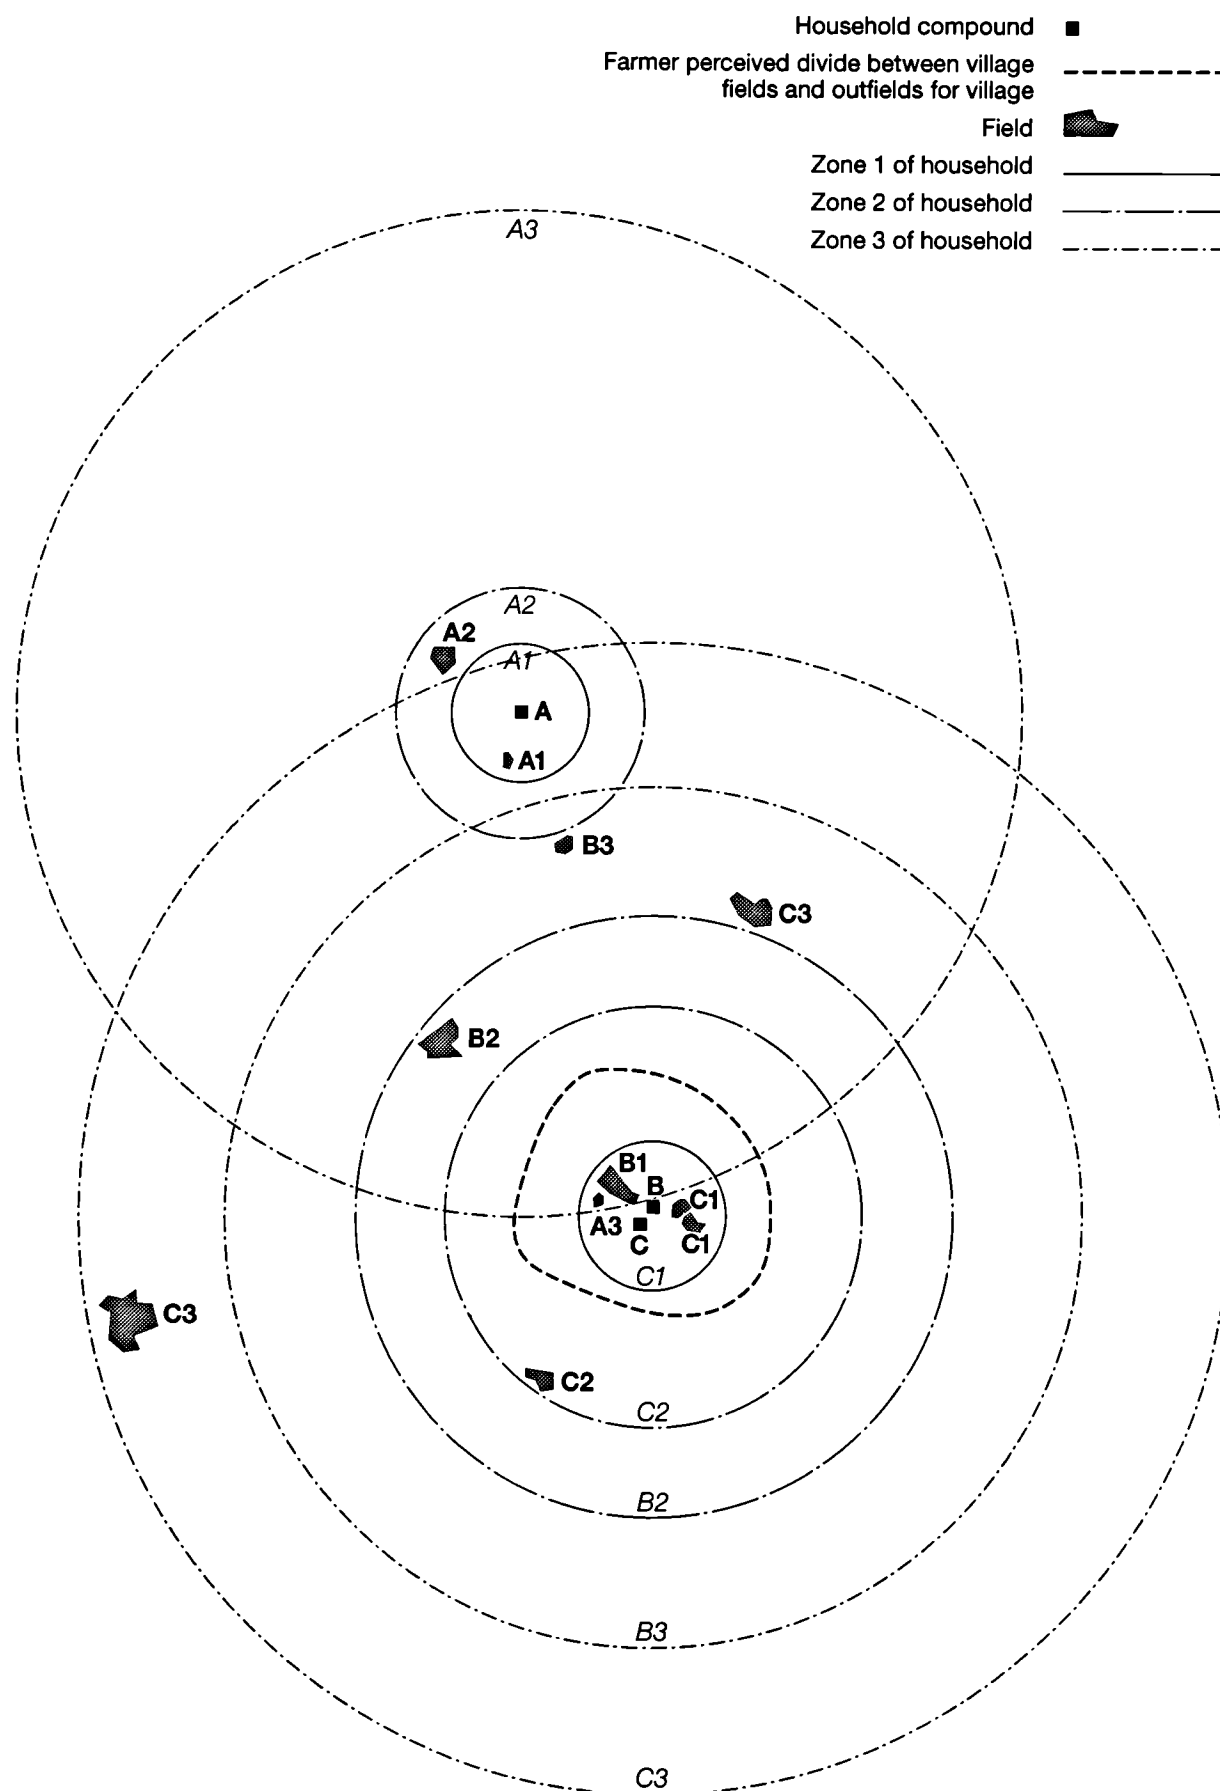 Household compound
Farmer perceived divide between village
fields and outfields for village
Field
Zone 1 of household
Zone 2 of household
Zone 3 of household
A3
A2
A2
A1
A
A1
B3
C3
B2
B1
B
C1
A3
C
C1
C1
C3
C2
C2
B2
B3
C3